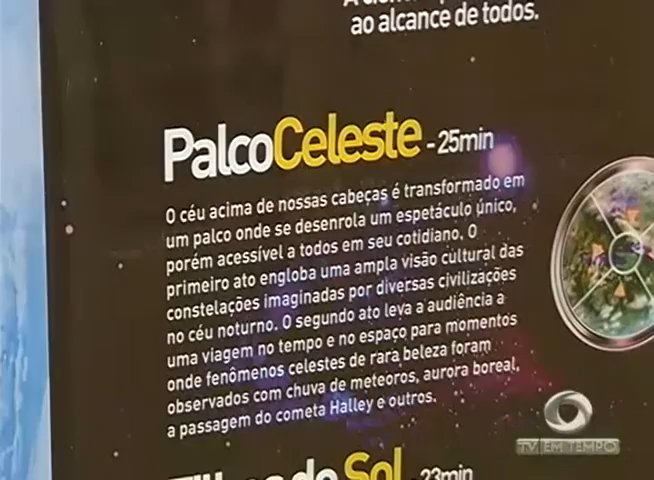 ao alcance de todos.
PalcoCeleste - 25min
O céu acima de nossas cabeças é transformado em
um palco onde se desenrola um espetáculo único,
porém acessível a todos em seu cotidiano. O
primeiro ato engloba uma ampla visão cultural das
constelações imaginadas por diversas civilizações
no céu noturno. O segundo ato leva a audiência a
uma viagem no tempo e no espaço para momentos
onde fenômenos celestes de rara beleza foram
observados com chuva de meteoros, aurora boreal,
a passagem do cometa Halley e outros.
TV EM TEMPO
do Sol - 23min